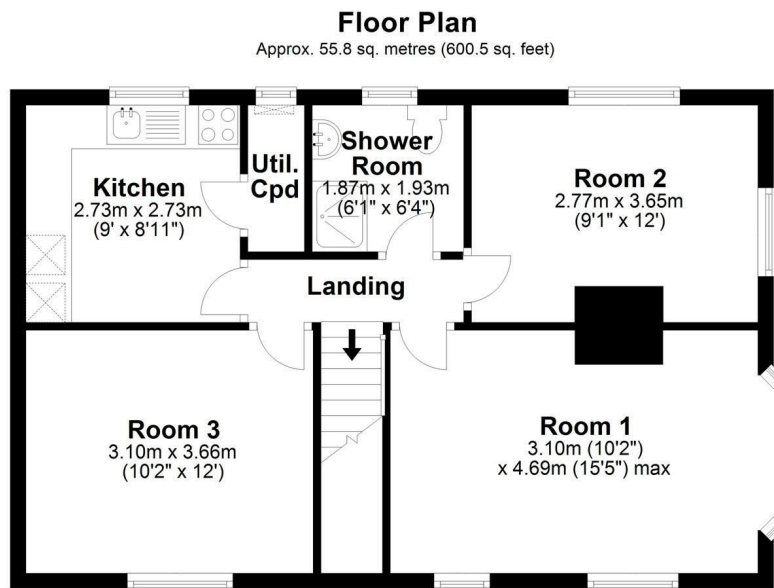 Floor Plan
Approx. 55.8 sq. metres (600.5 sq. feet)
Kitchen
2.73m x 2.73m
(9' x 8'11")
Util.
Cpd
Shower
Room
1.87m x 1.93m
(6'1" x 6'4")
Room 2
2.77m x 3.65m
(9'1" x 12')
Landing
Room 3
3.10m x 3.66m
(10'2" x 12')
Room 1
3.10m (10'2")
x 4.69m (15'5") max